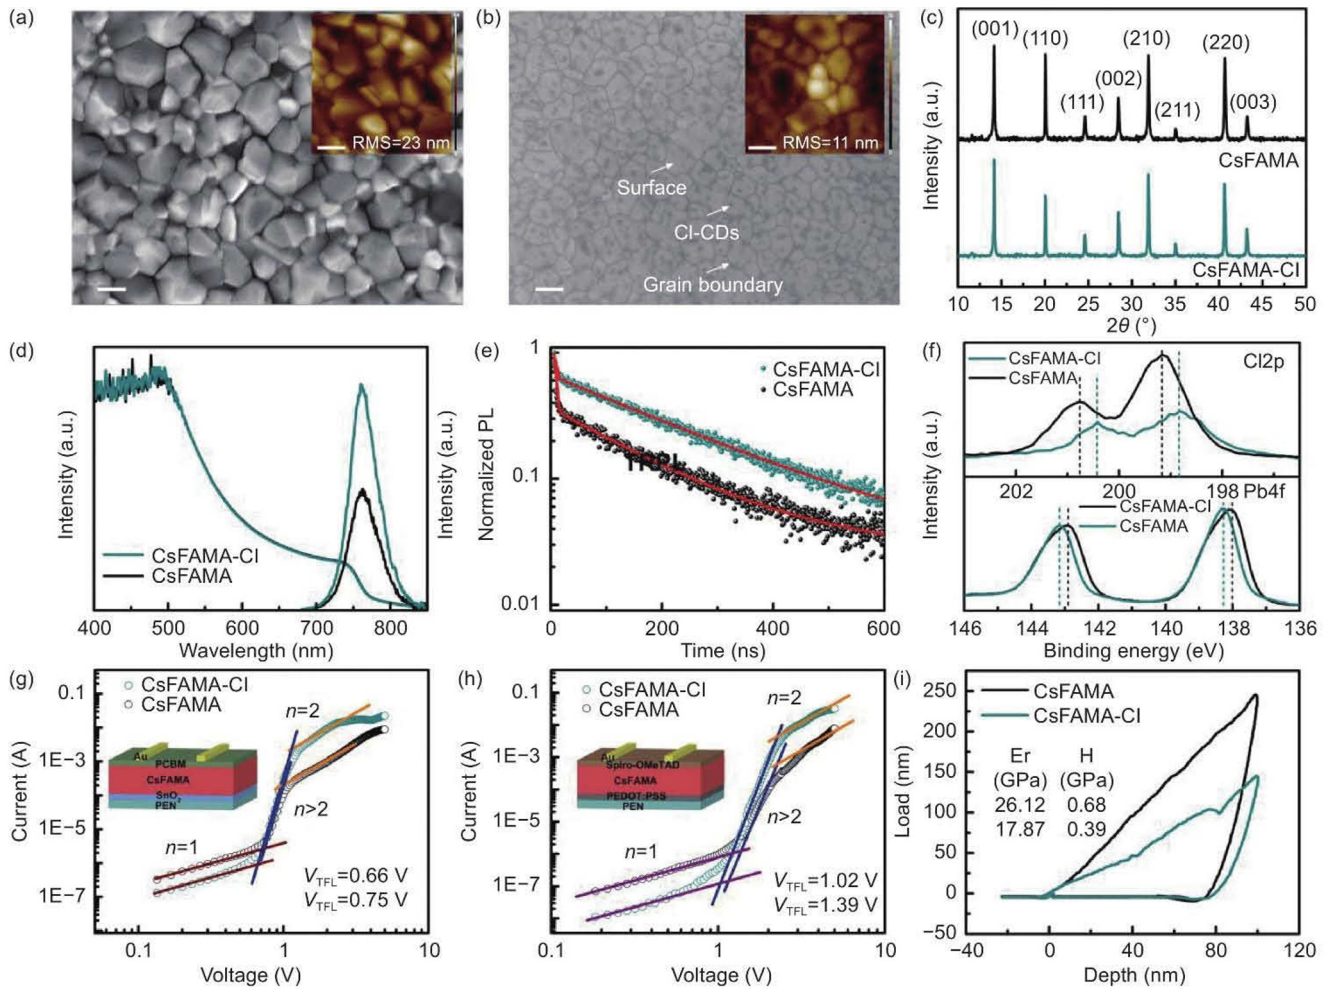 (a)
RMS=23 nm
(b)
RMS=11 nm
Surface
Cl-CDs
Grain boundary
(c)
Intensity (a.u.)
(001)
(110)
(111)
(002)
(210)
(211)
(220)
(003)
CsFAMA
CsFAMA-Cl
10 15 20 25 30 35 40 45 50
2θ (°)
(d)
Intensity (a.u.)
CsFAMA-Cl
CsFAMA
400 500 600 700 800
Wavelength (nm)
Intensity (a.u.)
(e)
Normalized PL
1
0.1
0.01
CsFAMA-Cl
CsFAMA
0 200 400 600
Time (ns)
(f)
Intensity (a.u.)
CsFAMA-Cl
CsFAMA
Cl2p
202 200 198
Pb4f
CsFAMA-Cl
CsFAMA
146 144 142 140 138 136
Binding energy (eV)
(g)
Current (A)
0.1
1E−3
1E−5
1E−7
CsFAMA-Cl
CsFAMA
n=2
Au
PCBM
CsFAMA
SnO2
PEN
n>2
n=1
VTFL=0.66 V
VTFL=0.75 V
0.1 1 10
Voltage (V)
(h)
Current (A)
0.1
1E−3
1E−5
1E−7
CsFAMA-Cl
CsFAMA
n=2
Au
Spiro-OMeTAD
CsFAMA
PEDOT:PSS
PEN
n>2
n=1
VTFL=1.02 V
VTFL=1.39 V
0.1 1 10
Voltage (V)
(i)
Load (nm)
250
200
150
100
50
0
−50
CsFAMA
CsFAMA-Cl
Er H
(GPa) (GPa)
26.12 0.68
17.87 0.39
−40 0 40 80 120
Depth (nm)